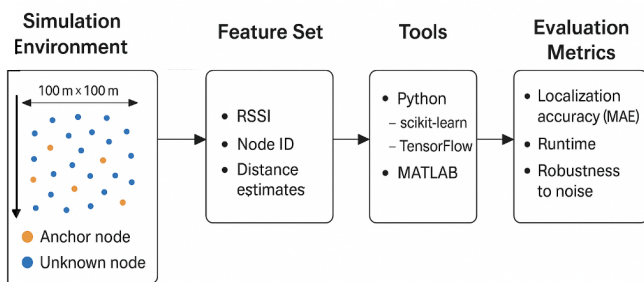 Simulation
Environment
100 m × 100 m
Anchor node
Unknown node
Feature Set
• RSSI
• Node ID
• Distance
estimates
Tools
• Python
– scikit-learn
– TensorFlow
• MATLAB
Evaluation
Metrics
• Localization
accuracy (MAE)
• Runtime
• Robustness
to noise